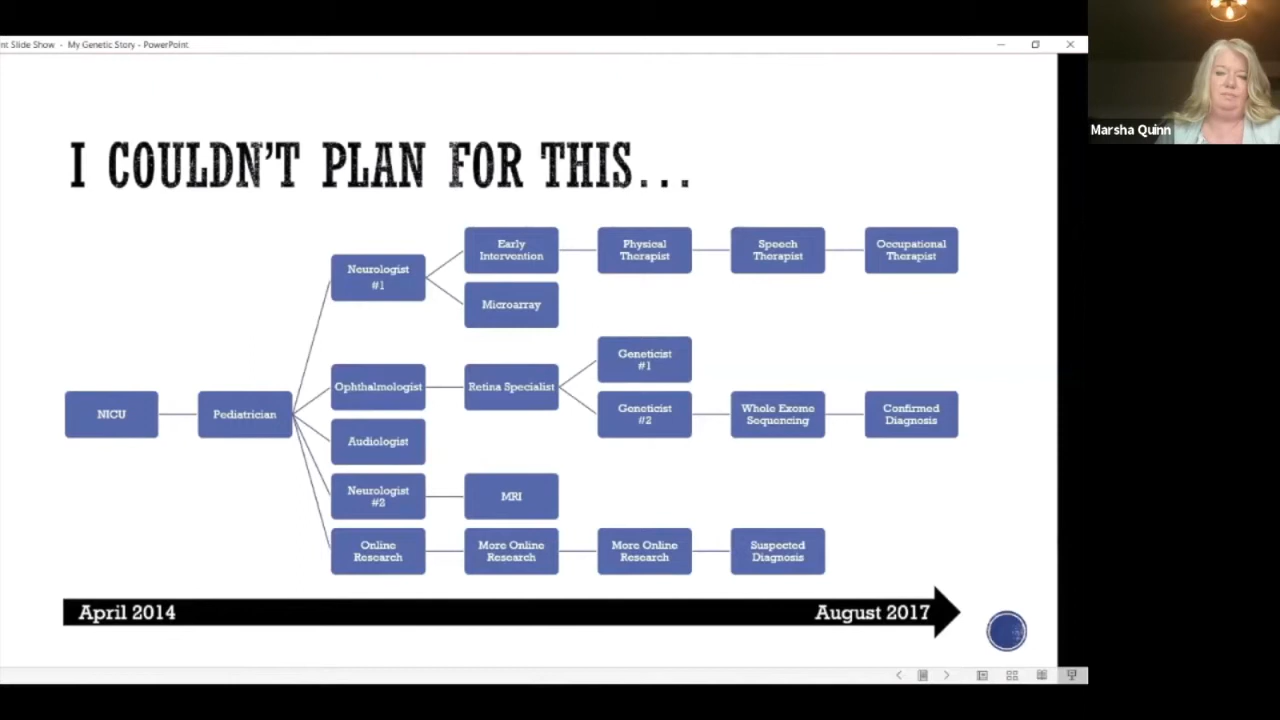 nt Slide Show - My Genetic Story - PowerPoint
Marsha Quinn
I COULDN'T PLAN FOR THIS...
NICU
Pediatrician
Neurologist
#1
Early
Intervention
Physical
Therapist
Speech
Therapist
Occupational
Therapist
Microarray
Ophthalmologist
Retina Specialist
Geneticist
#1
Geneticist
#2
Whole Exome
Sequencing
Confirmed
Diagnosis
Audiologist
Neurologist
#2
MRI
Online
Research
More Online
Research
More Online
Research
Suspected
Diagnosis
April 2014
August 2017